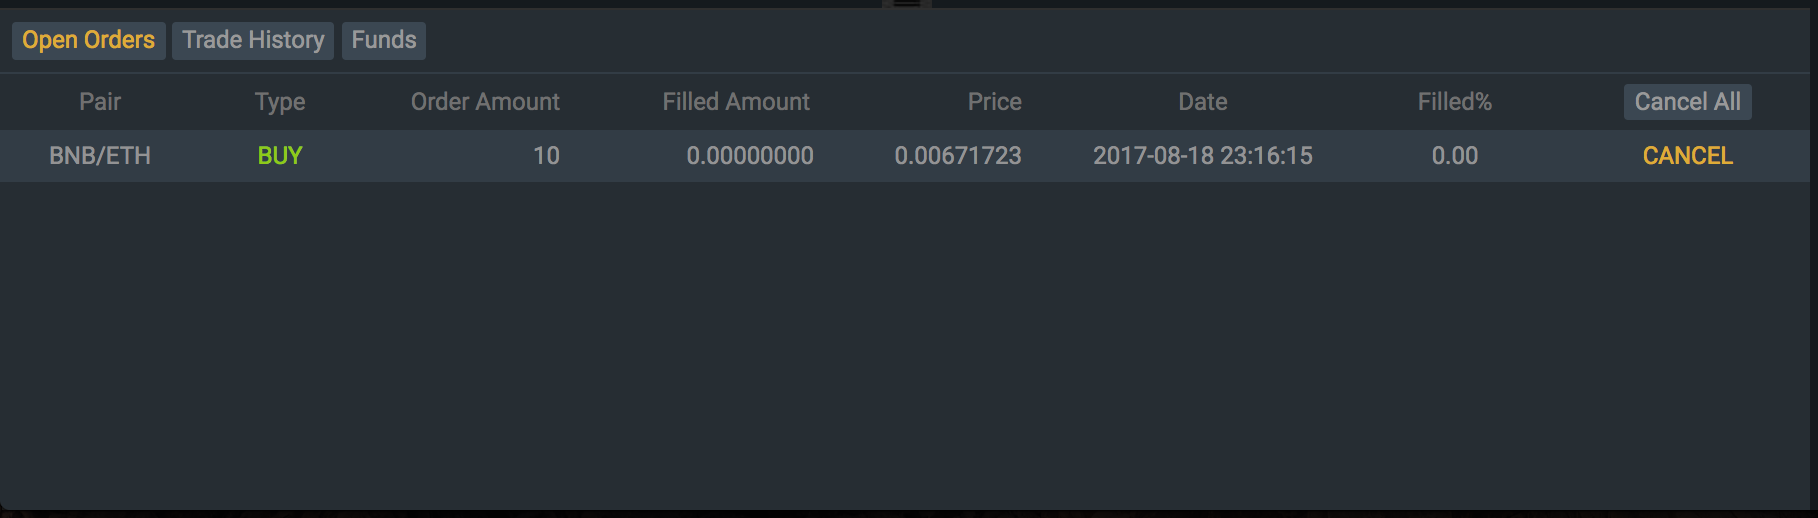 Open Orders Trade History Funds
Pair Type Order Amount Filled Amount Price Date Filled% Cancel All
BNB/ETH BUY 10 0.00000000 0.00671723 2017-08-18 23:16:15 0.00 CANCEL